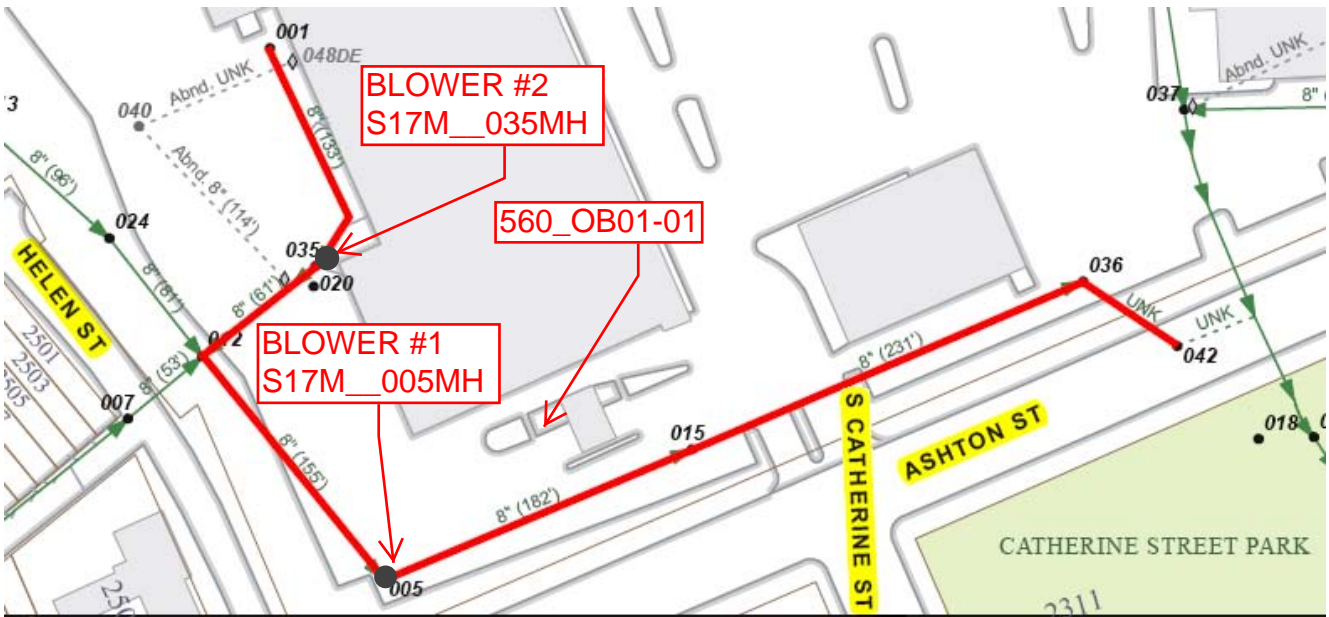 001
048DE
Abnd. UNK
BLOWER #2
S17M__035MH
3
040
8" (133')
037
Abnd. UNK
8" (
8" (96')
024
Abnd. 8" (114')
560_OB01-01
035
020
036
HELEN ST
8" (81')
8" (61')
UNK
UNK
042
2501
2503
2505
8" (53')
BLOWER #1
S17M__005MH
8" (231')
007
015
S CATHERINE ST
ASHTON ST
018
8" (155')
8" (182')
005
CATHERINE STREET PARK
2311